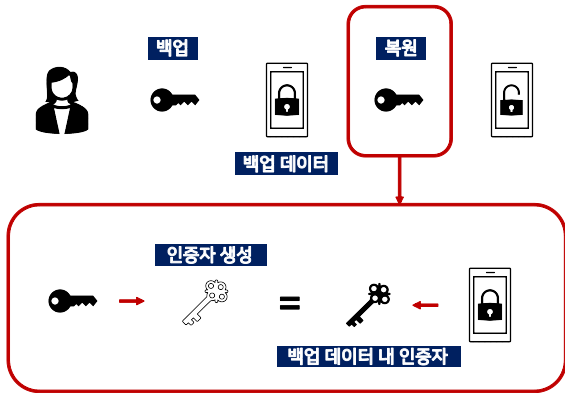 백업
복원
백업 데이터
인증자 생성
=
백업 데이터 내 인증자